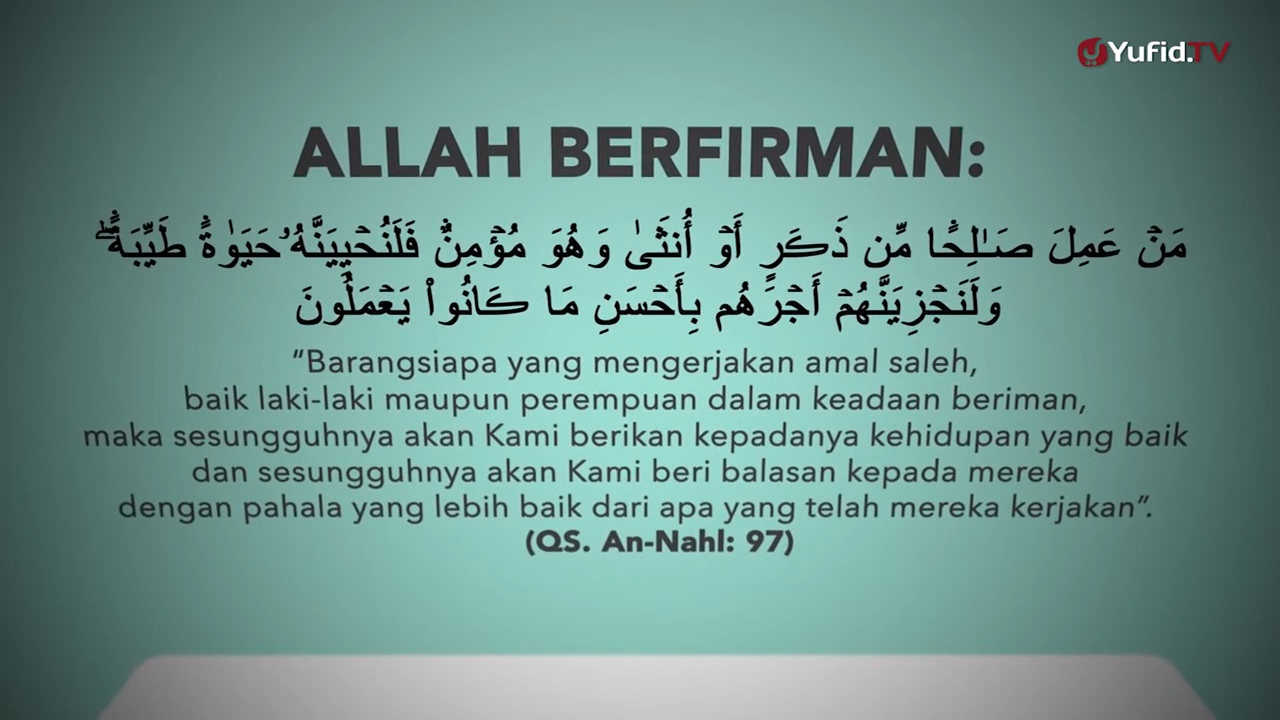 Yufid.TV
ALLAH BERFIRMAN:
مَنۡ عَمِلَ صَـٰلِحًۭا مِّن ذَكَرٍ أَوۡ أُنثَىٰ وَهُوَ مُؤۡمِنٌۭ فَلَنُحۡيِيَنَّهُۥ حَيَوٰةًۭ طَيِّبَةًۭ ۖ
وَلَنَجۡزِيَنَّهُمۡ أَجۡرَهُم بِأَحۡسَنِ مَا كَانُواْ يَعۡمَلُونَ
“Barangsiapa yang mengerjakan amal saleh,
baik laki-laki maupun perempuan dalam keadaan beriman,
maka sesungguhnya akan Kami berikan kepadanya kehidupan yang baik
dan sesungguhnya akan Kami beri balasan kepada mereka
dengan pahala yang lebih baik dari apa yang telah mereka kerjakan”.
(QS. An-Nahl: 97)